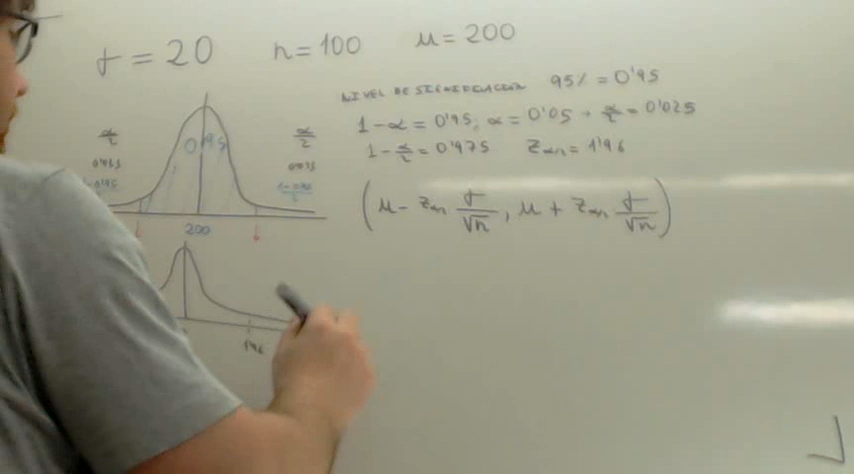 σ = 20 n = 100 μ = 200
NIVEL DE SIGNIFICACION 95% = 0'95
1-α = 0'95; α = 0'05 → α/2 = 0'025
1-α/2 = 0'975 Zα/2 = 1'96
(μ - Zα/2 σ/√n, μ + Zα/2 σ/√n)
α/2 0'95 α/2
200
1'96